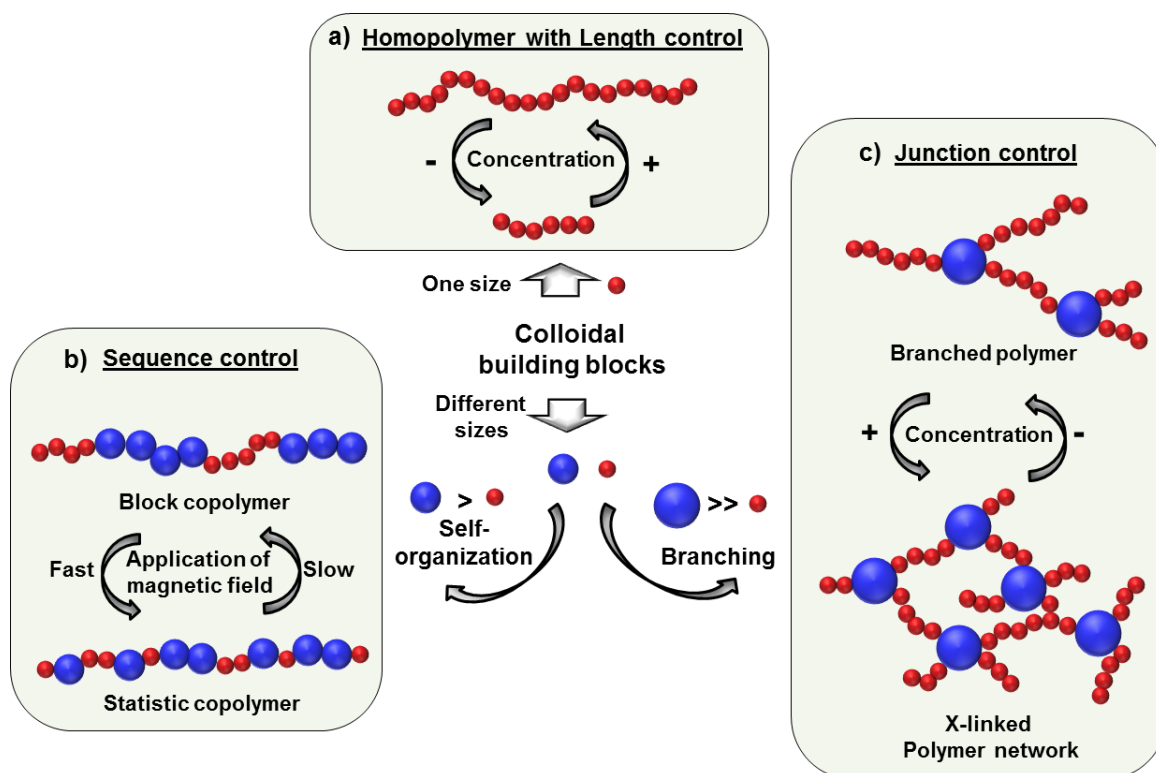 a) Homopolymer with Length control
- Concentration +
One size
Colloidal
building blocks
Different
sizes
>
Self-
organization
>>
Branching
b) Sequence control
Block copolymer
Fast
Application of
magnetic field
Slow
Statistic copolymer
c) Junction control
Branched polymer
+ Concentration -
X-linked
Polymer network